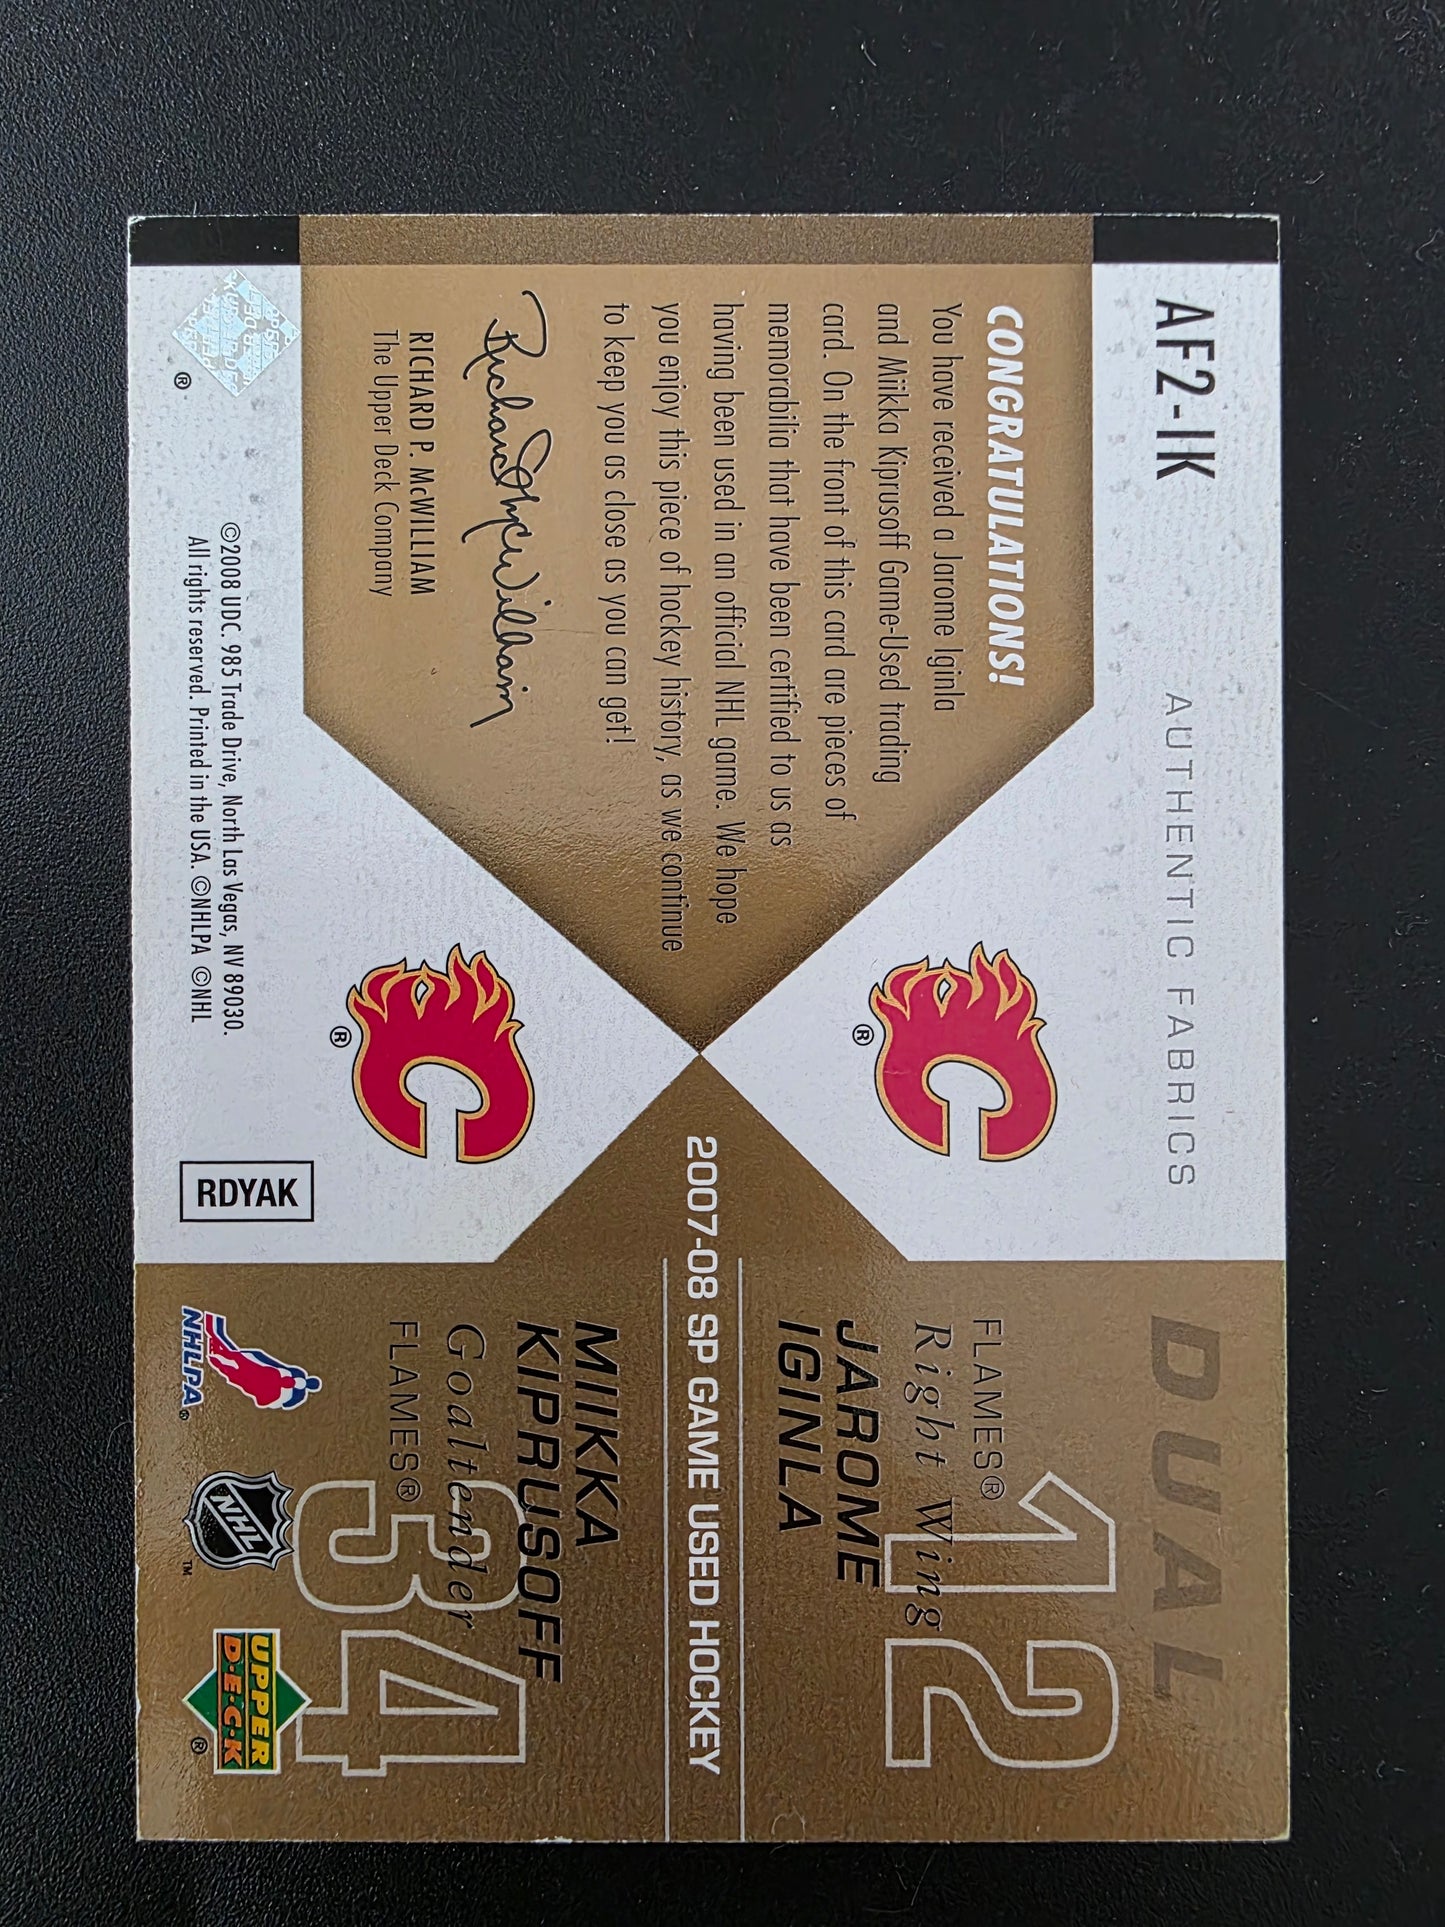 AF2-IK
AUTHENTIC FABRICS
DUAL
CONGRATULATIONS!
You have received a Jarome Iginla
and Miikka Kiprusoff Game-Used trading
card. On the front of this card are pieces of
memorabilia that have been certified to us as
having been used in an official NHL game. We hope
you enjoy this piece of hockey history, as we continue
to keep you as close as you can get!
Richard P. McWilliam
RICHARD P. McWILLIAM
The Upper Deck Company
®
®
12
FLAMES®
Right Wing
JAROME
IGINLA
2007-08 SP GAME USED HOCKEY
MIIKKA
KIPRUSOFF
Goaltender
FLAMES®
34
®
©2008 UDC. 985 Trade Drive, North Las Vegas, NV 89030.
All rights reserved. Printed in the USA. ©NHLPA ©NHL
RDYAK
NHLPA®
NHL™
UPPER
D·E·C·K®